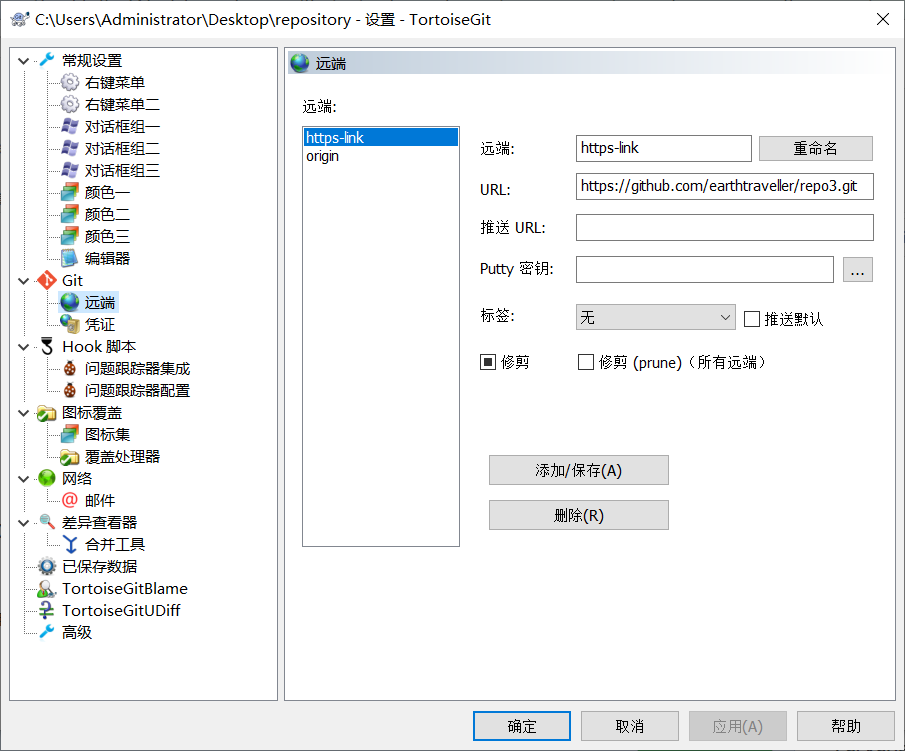 C:\Users\Administrator\Desktop\repository - 设置 - TortoiseGit
常规设置
右键菜单
右键菜单二
对话框组一
对话框组二
对话框组三
颜色一
颜色二
颜色三
编辑器
Git
远端
凭证
Hook 脚本
问题跟踪器集成
问题跟踪器配置
图标覆盖
图标集
覆盖处理器
网络
邮件
差异查看器
合并工具
已保存数据
TortoiseGitBlame
TortoiseGitUDiff
高级
远端
远端:
https-link
origin
远端: https-link 重命名
URL: https://github.com/earthtraveller/repo3.git
推送 URL:
Putty 密钥: ...
标签: 无 推送默认
修剪 修剪 (prune)（所有远端）
添加/保存(A)
删除(R)
确定 取消 应用(A) 帮助